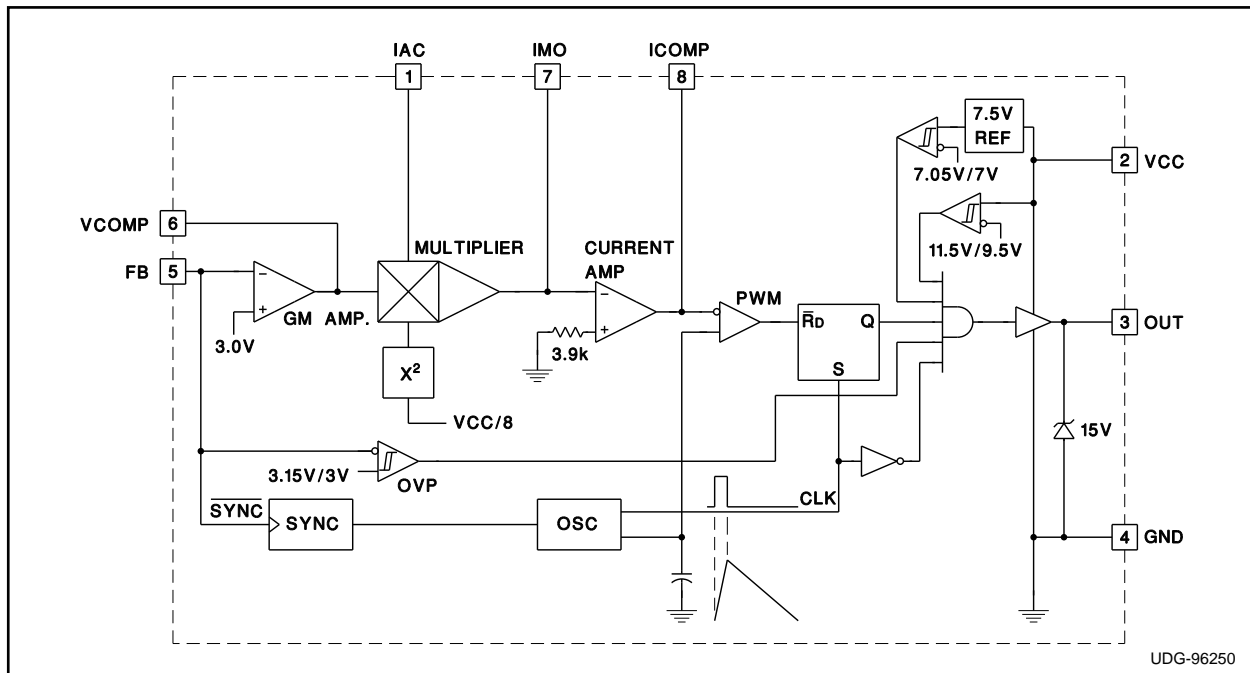 IAC IMO ICOMP
1 7 8
7.5V
REF
7.05V/7V
2 VCC
11.5V/9.5V
VCOMP 6
FB 5
MULTIPLIER
CURRENT
AMP
−
+
GM AMP.
3.0V
−
+
3.9k
PWM
R̅D Q
S
3 OUT
X²
VCC/8
15V
3.15V/3V
OVP
CLK
S̅Y̅N̅C̅
SYNC
OSC
4 GND
UDG-96250